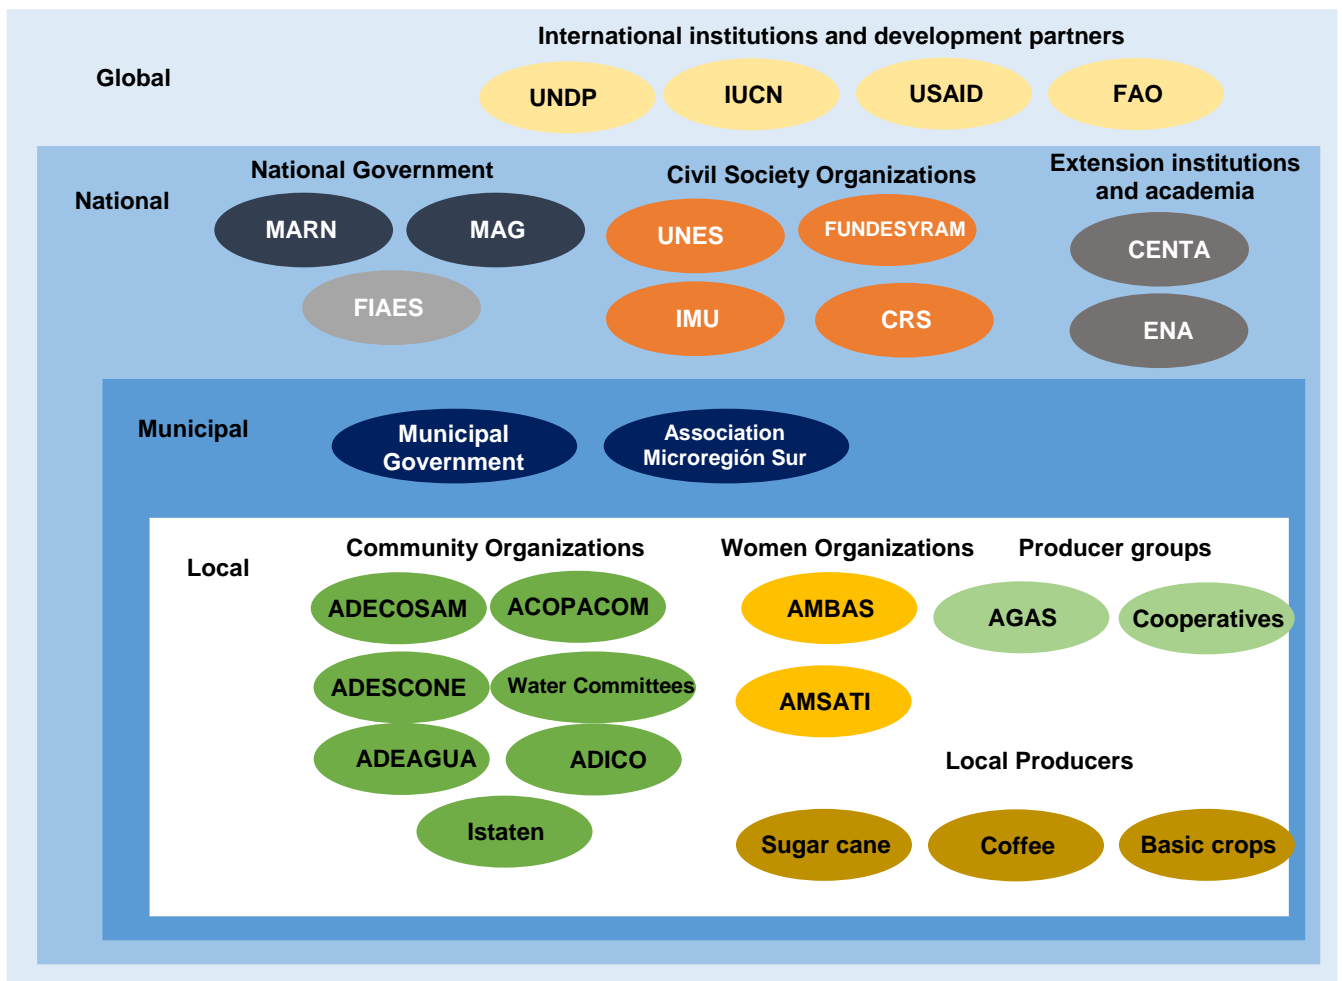 International institutions and development partners
Global
UNDP
IUCN
USAID
FAO
National
National Government
MARN
MAG
FIAES
Civil Society Organizations
UNES
FUNDESYRAM
IMU
CRS
Extension institutions
and academia
CENTA
ENA
Municipal
Municipal
Government
Association
Microregión Sur
Local
Community Organizations
ADECOSAM
ACOPACOM
ADESCONE
Water Committees
ADEAGUA
ADICO
Istaten
Women Organizations
AMBAS
AMSATI
Producer groups
AGAS
Cooperatives
Local Producers
Sugar cane
Coffee
Basic crops